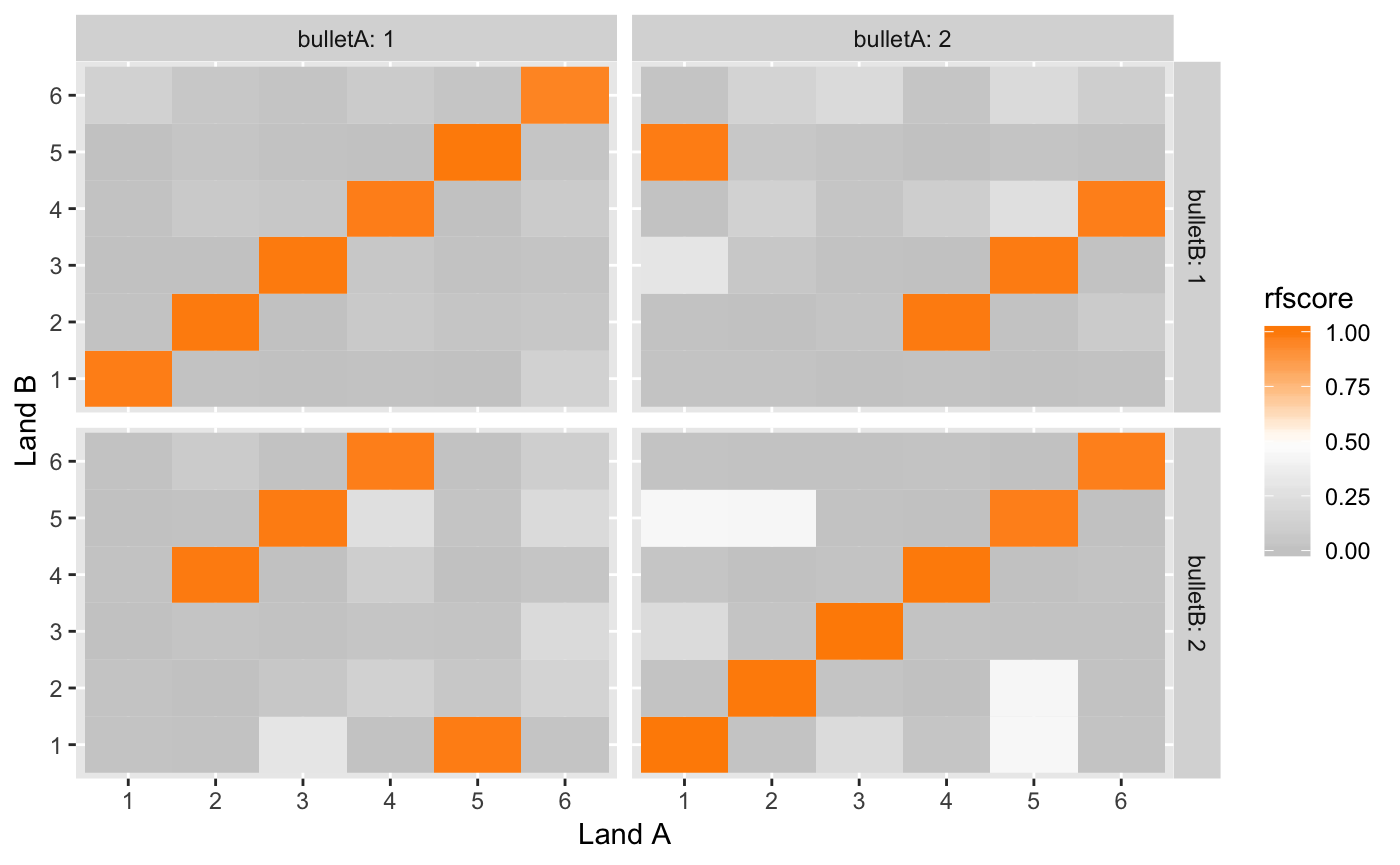 bulletA: 1
bulletA: 2
6
5
4
3
2
1
bulletB: 1
6
5
4
3
2
1
bulletB: 2
1 2 3 4 5 6
1 2 3 4 5 6
Land A
Land B
rfscore
1.00
0.75
0.50
0.25
0.00